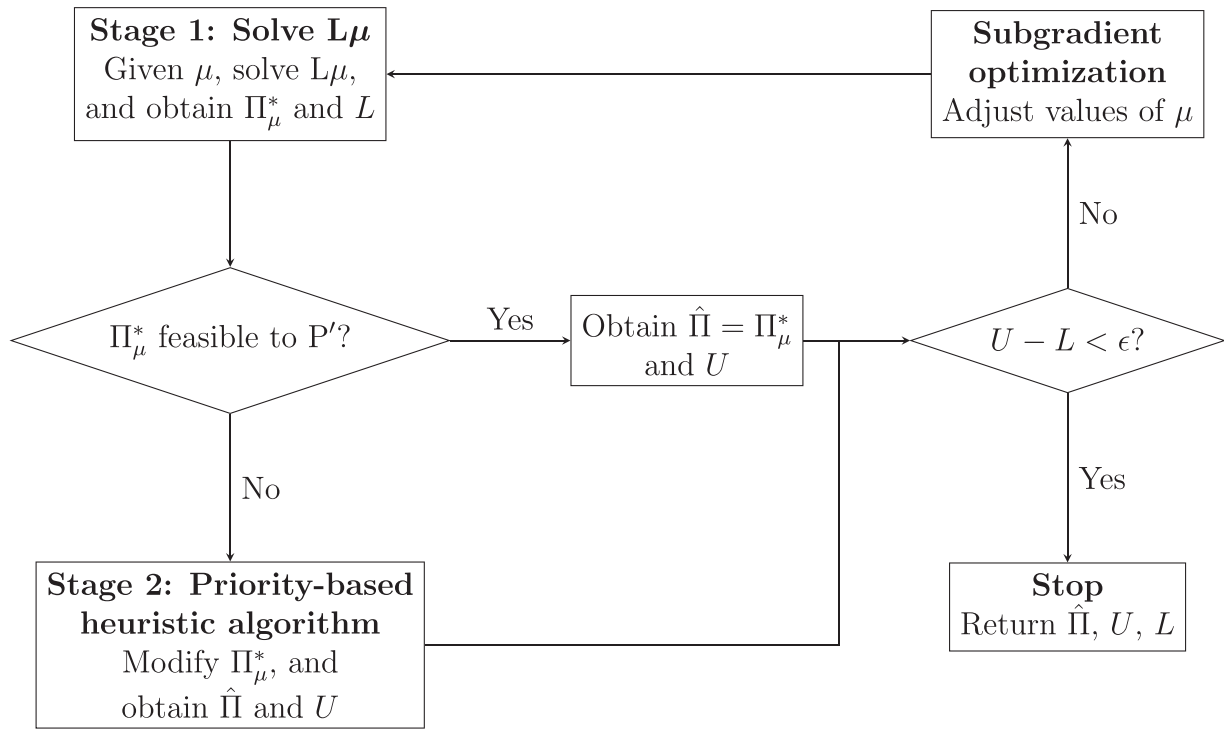 Stage 1: Solve Lμ
Given μ, solve Lμ,
and obtain Π*μ and L
Subgradient
optimization
Adjust values of μ
No
Π*μ feasible to P′?
Yes
Obtain Π̂ = Π*μ
and U
U − L < ϵ?
No
Yes
Stage 2: Priority-based
heuristic algorithm
Modify Π*μ, and
obtain Π̂ and U
Stop
Return Π̂, U, L